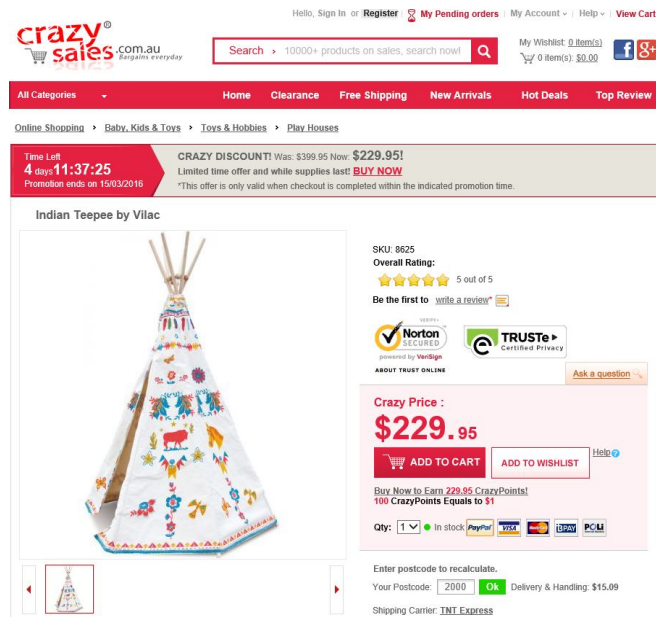 Hello, Sign In or Register My Pending orders My Account Help View Cart
crazy sales .com.au
Bargains everyday
Search › 10000+ products on sales, search now!
My Wishlist: 0 item(s)
0 item(s): $0.00
f g+
All Categories Home Clearance Free Shipping New Arrivals Hot Deals Top Review
Online Shopping › Baby, Kids & Toys › Toys & Hobbies › Play Houses
Time Left
4 days 11:37:25
Promotion ends on 15/03/2016
CRAZY DISCOUNT! Was: $399.95 Now: $229.95!
Limited time offer and while supplies last! BUY NOW
*This offer is only valid when checkout is completed within the indicated promotion time.
Indian Teepee by Vilac
SKU: 8625
Overall Rating:
5 out of 5
Be the first to write a review*
Norton
SECURED
powered by VeriSign
ABOUT TRUST ONLINE
TRUSTe
Certified Privacy
Ask a question
Crazy Price :
$229.95
ADD TO CART ADD TO WISHLIST Help
Buy Now to Earn 229.95 CrazyPoints!
100 CrazyPoints Equals to $1
Qty: 1 In stock PayPal VISA MasterCard BPAY POLi
Enter postcode to recalculate.
Your Postcode: 2000 Ok Delivery & Handling: $15.09
Shipping Carrier: TNT Express